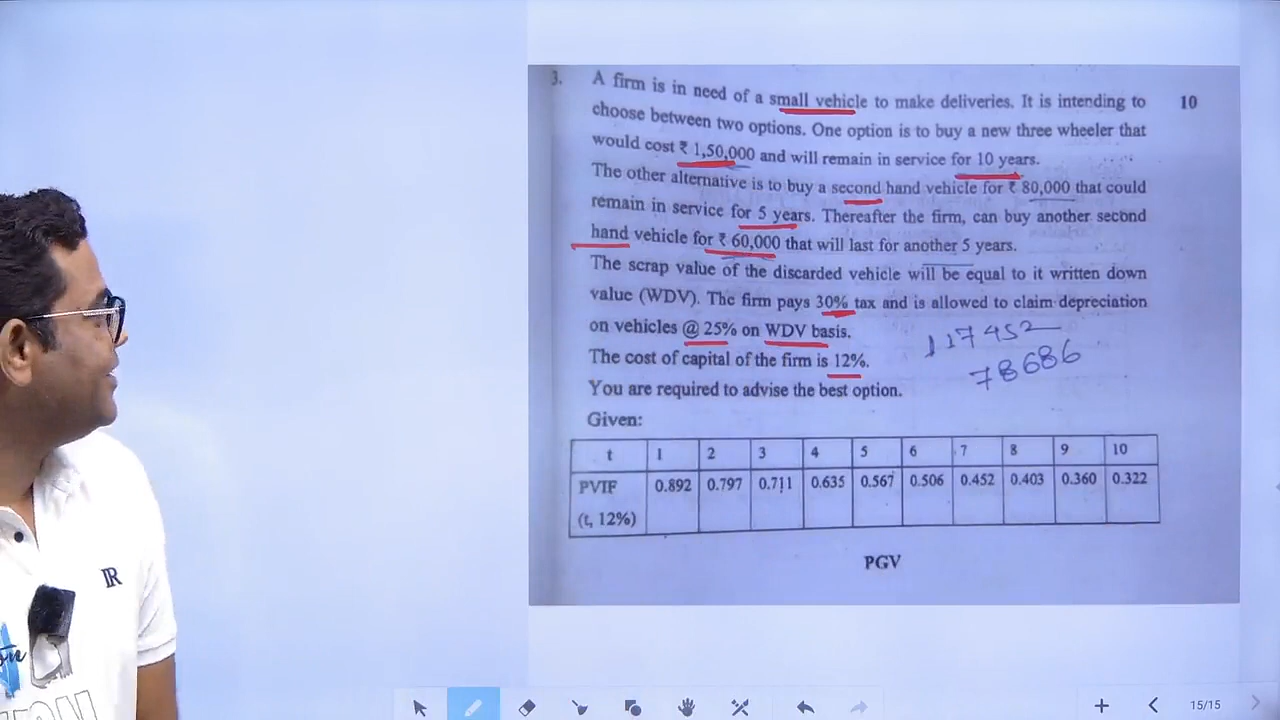 3. A firm is in need of a small vehicle to make deliveries. It is intending to 10
choose between two options. One option is to buy a new three wheeler that
would cost ₹ 1,50,000 and will remain in service for 10 years.
The other alternative is to buy a second hand vehicle for ₹ 80,000 that could
remain in service for 5 years. Thereafter the firm, can buy another second
hand vehicle for ₹ 60,000 that will last for another 5 years.
The scrap value of the discarded vehicle will be equal to it written down
value (WDV). The firm pays 30% tax and is allowed to claim depreciation
on vehicles @ 25% on WDV basis.
117452
The cost of capital of the firm is 12%.
78686
You are required to advise the best option.
Given:
t 1 2 3 4 5 6 7 8 9 10
PVIF 0.892 0.797 0.711 0.635 0.567 0.506 0.452 0.403 0.360 0.322
(t, 12%)
PGV
R
15/15